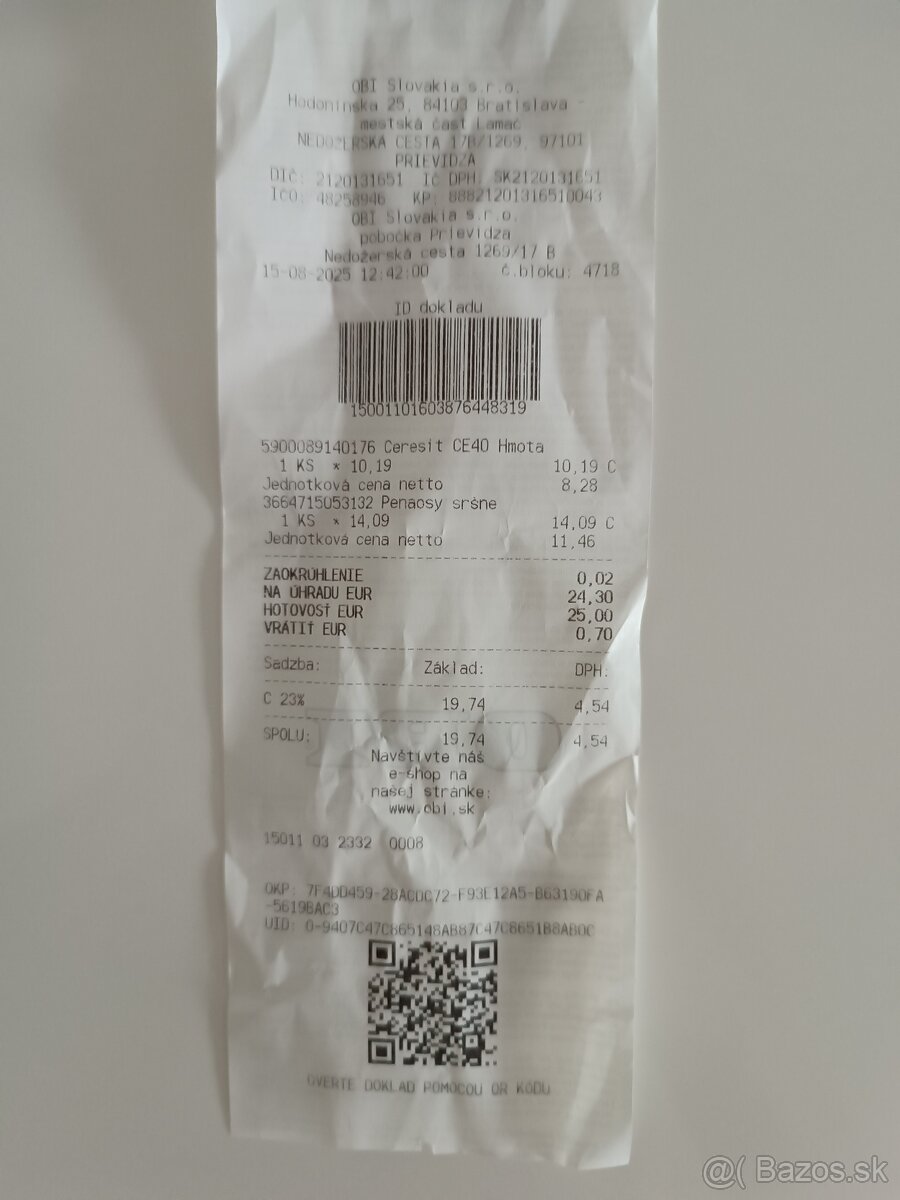 OBI Slovakia s.r.o.
Hodonínska 25, 84103 Bratislava -
mestská časť Lamač
NEDOŽERSKÁ CESTA 17B/1269, 97101
PRIEVIDZA
DIČ: 2120131651 IČ DPH: SK2120131651
IČO: 48258946 KP: 88821201316510043
OBI Slovakia s.r.o.
pobočka Prievidza
Nedožerská cesta 1269/17 B
15-08-2025 12:42:00 č.bloku: 4718
ID dokladu
15001101603876448319
5900089140176 Ceresit CE40 Hmota
1 KS * 10,19 10,19 C
Jednotková cena netto 8,28
3664715053132 Penaosy sršne
1 KS * 14,09 14,09 C
Jednotková cena netto 11,46
ZAOKRÚHLENIE 0,02
NA ÚHRADU EUR 24,30
HOTOVOSŤ EUR 25,00
VRÁTIŤ EUR 0,70
Sadzba: Základ: DPH:
C 23% 19,74 4,54
SPOLU: 19,74 4,54
Navštívte náš
e-shop na
našej stránke:
www.obi.sk
15011 03 2332 0008
OKP: 7F4DD459-28ACDC72-F93E12A5-B63190FA
-5619BAC3
UID: 0-9407C47C865148AB87C47C8651B8AB0C
OVERTE DOKLAD POMOCOU QR KÓDU
@( Bazos.sk